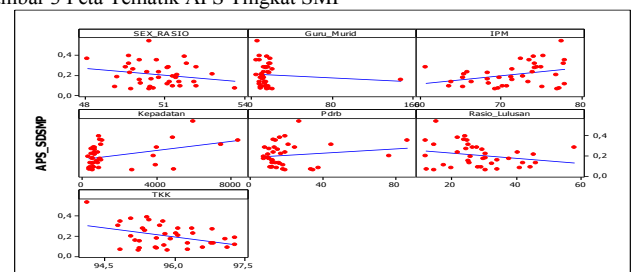 mbar 3 Peta Tematik APS Tingkat SMP
SEX_RASIO Guru_Murid IPM
0,4
0,2
0,0
48 51 54 0 80 160 60 70 80
Kepadatan Pdrb Rasio_Lulusan
0,4
0,2
0,0
0 4000 8000 0 40 80 20 40 60
TKK
0,4
0,2
0,0
94,5 96,0 97,5
APS_SDSMP